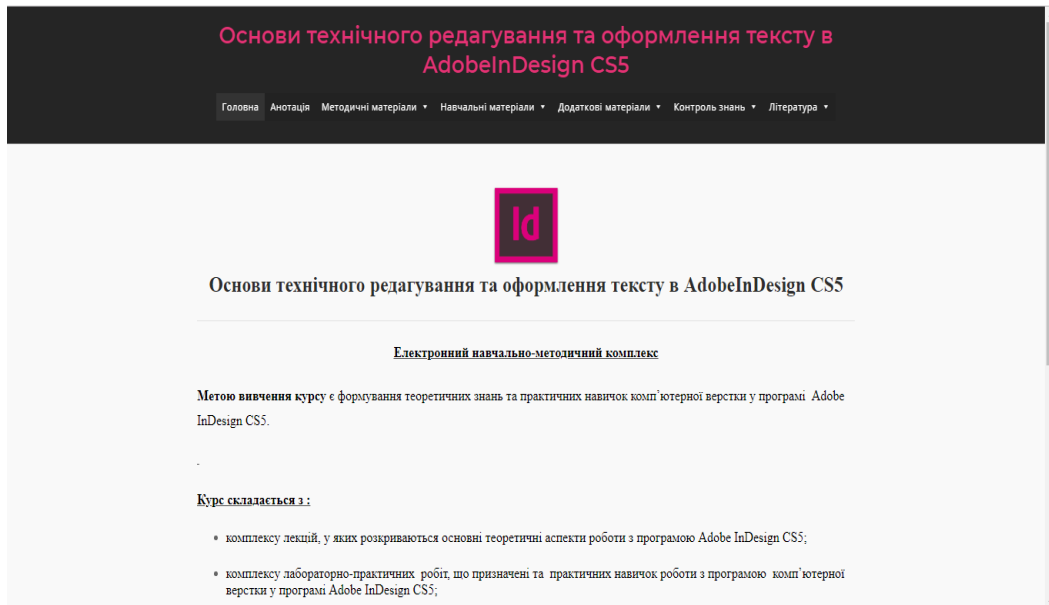 Основи технічного редагування та оформлення тексту в
AdobeInDesign CS5
Головна Анотація Методичні матеріали Навчальні матеріали Додаткові матеріали Контроль знань Література
Id
Основи технічного редагування та оформлення тексту в AdobeInDesign CS5
Електронний навчально-методичний комплекс
Метою вивчення курсу є формування теоретичних знань та практичних навичок комп’ютерної верстки у програмі Adobe
InDesign CS5.
.
Курс складається з :
комплексу лекцій, у яких розкриваються основні теоретичні аспекти роботи з програмою Adobe InDesign CS5;
комплексу лабораторно-практичних робіт, що призначені та практичних навичок роботи з програмою комп’ютерної
верстки у програмі Adobe InDesign CS5;